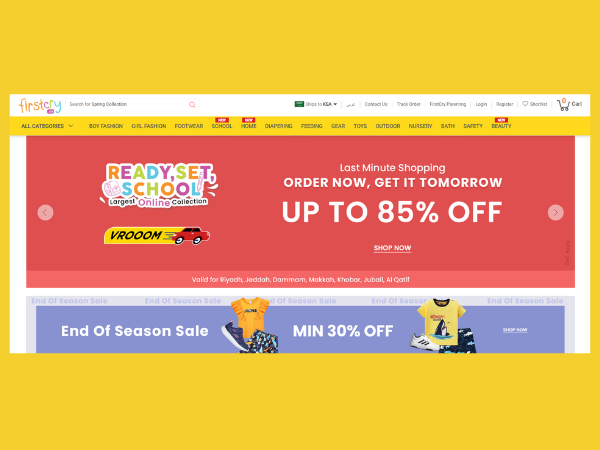 firstcry
Search for Spring Collection
Ships to KSA
عربي
Contact Us
Track Order
FirstCry Parenting
Login
Register
Shortlist
0
Cart
ALL CATEGORIES
BOY FASHION
GIRL FASHION
FOOTWEAR
NEW
SCHOOL
NEW
HOME
DIAPERING
FEEDING
GEAR
TOYS
OUTDOOR
NURSERY
BATH
SAFETY
NEW
BEAUTY
READY, SET,
SCHOOL
Largest Online Collection
VROOOM
Last Minute Shopping
ORDER NOW, GET IT TOMORROW
UP TO 85% OFF
SHOP NOW
Valid for Riyadh, Jeddah, Dammam, Makkah, Khobar, Jubail, Al Qatif
End Of Season Sale End Of Season Sale End Of Season Sale End Of Season Sale End Of Season Sale
End Of Season Sale
MIN 30% OFF
SHOP NOW